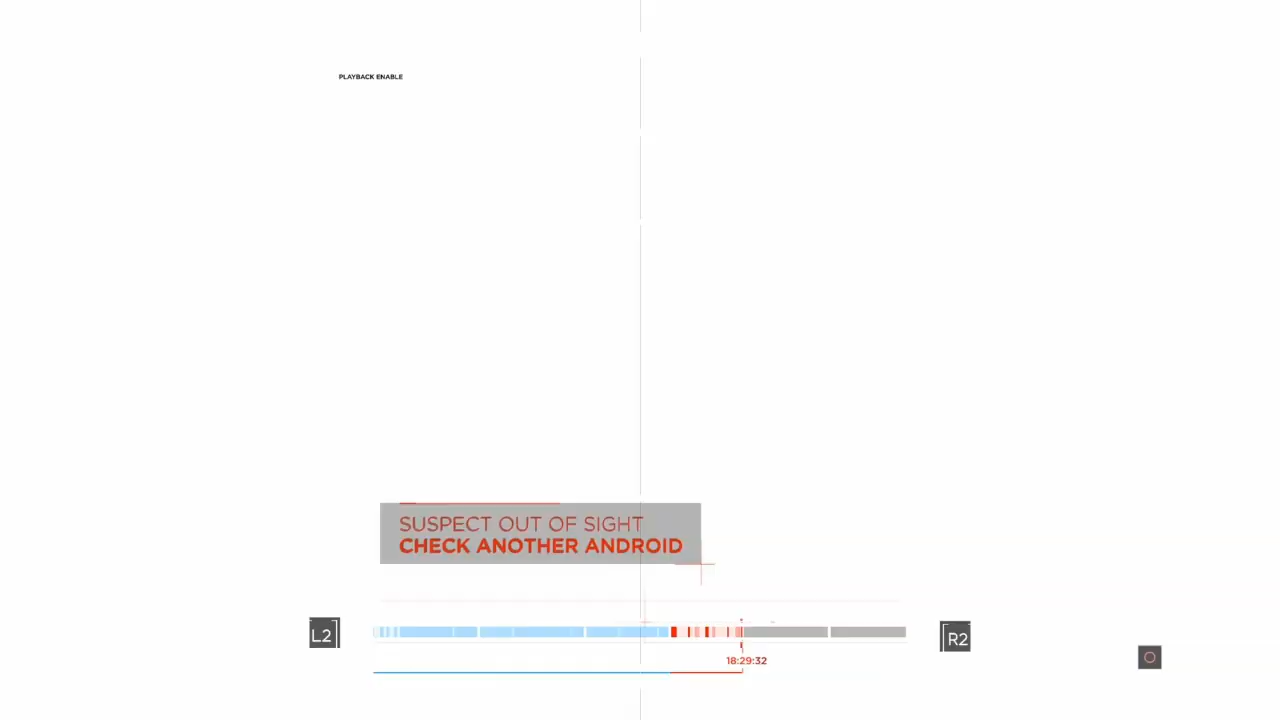 PLAYBACK ENABLE
SUSPECT OUT OF SIGHT
CHECK ANOTHER ANDROID
L2
R2
18:29:32